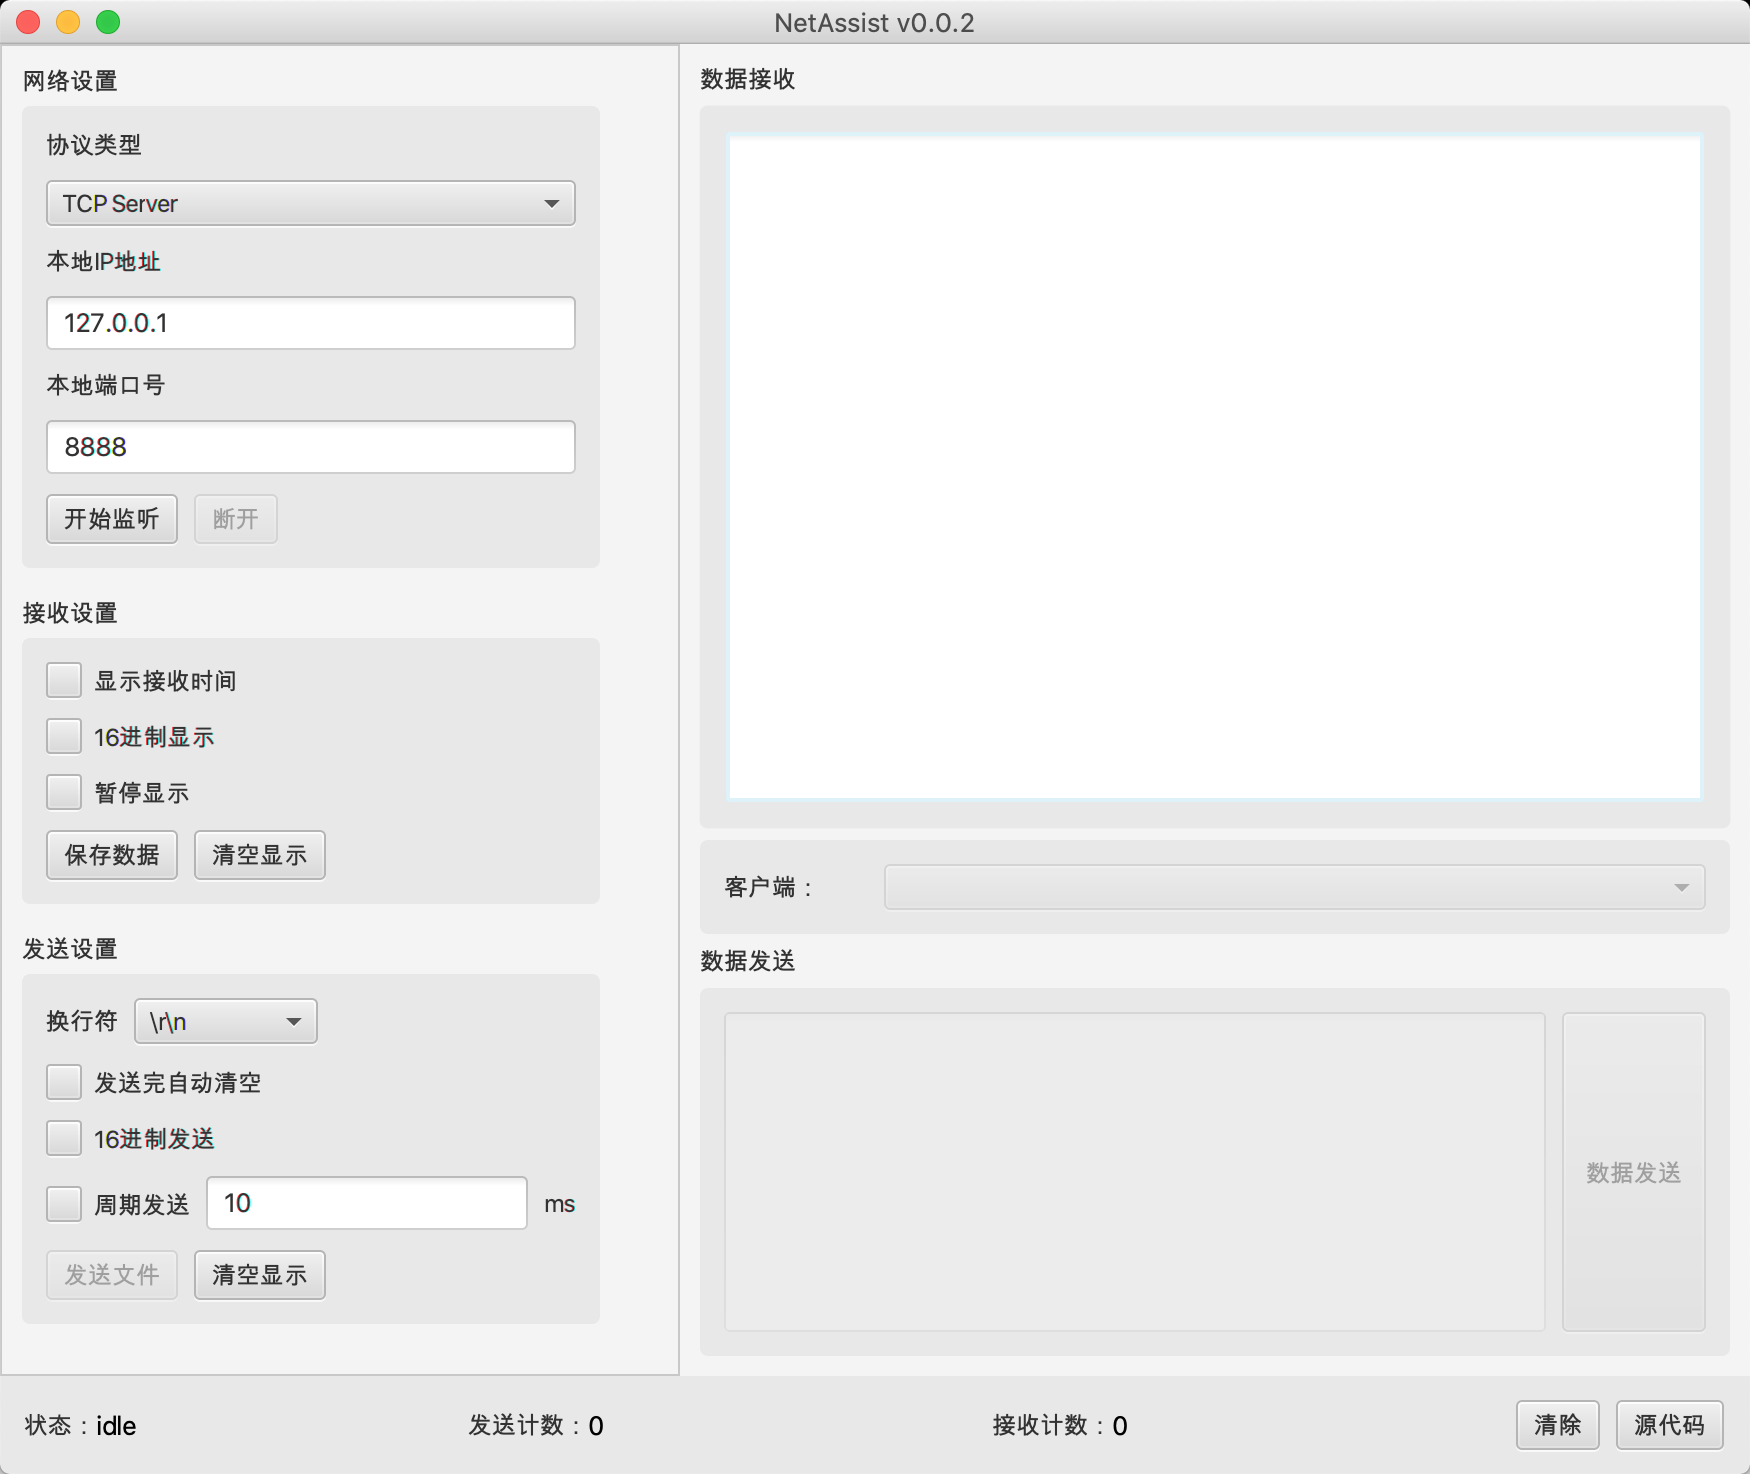 NetAssist v0.0.2
网络设置
协议类型
TCP Server
本地IP地址
127.0.0.1
本地端口号
8888
开始监听 断开
接收设置
显示接收时间
16进制显示
暂停显示
保存数据 清空显示
发送设置
换行符 \r\n
发送完自动清空
16进制发送
周期发送 10 ms
发送文件 清空显示
数据接收
客户端：
数据发送
数据发送
状态：idle 发送计数：0 接收计数：0 清除 源代码